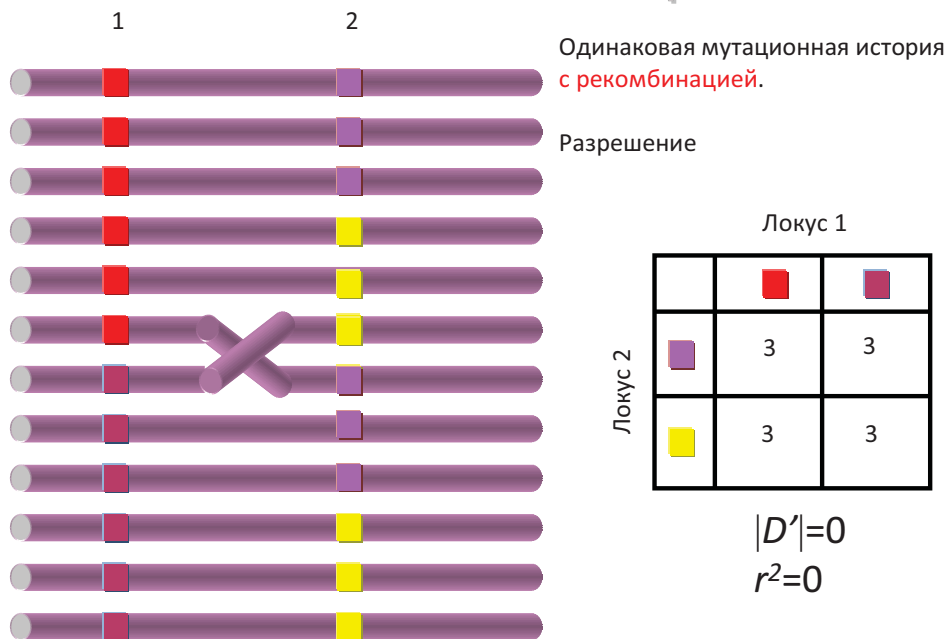 1
2
Одинаковая мутационная история
с рекомбинацией.
Разрешение
Локус 1
Локус 2
3 3
3 3
|D′|=0
r²=0